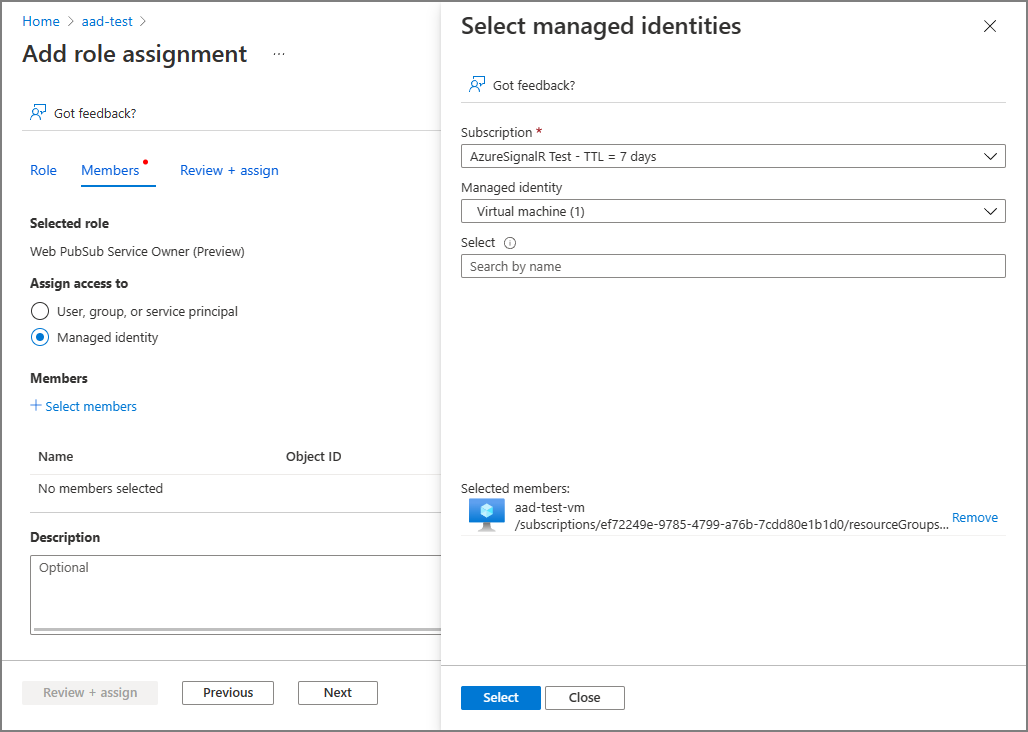 Home > aad-test >
Add role assignment ...
Got feedback?
Role
Members
Review + assign
Selected role
Web PubSub Service Owner (Preview)
Assign access to
User, group, or service principal
Managed identity
Members
+ Select members
Name
Object ID
No members selected
Description
Optional
Review + assign
Previous
Next
Select managed identities
Got feedback?
Subscription *
AzureSignalR Test - TTL = 7 days
Managed identity
Virtual machine (1)
Select
Search by name
Selected members:
aad-test-vm
/subscriptions/ef72249e-9785-4799-a76b-7cdd80e1b1d0/resourceGroups...
Remove
Select
Close